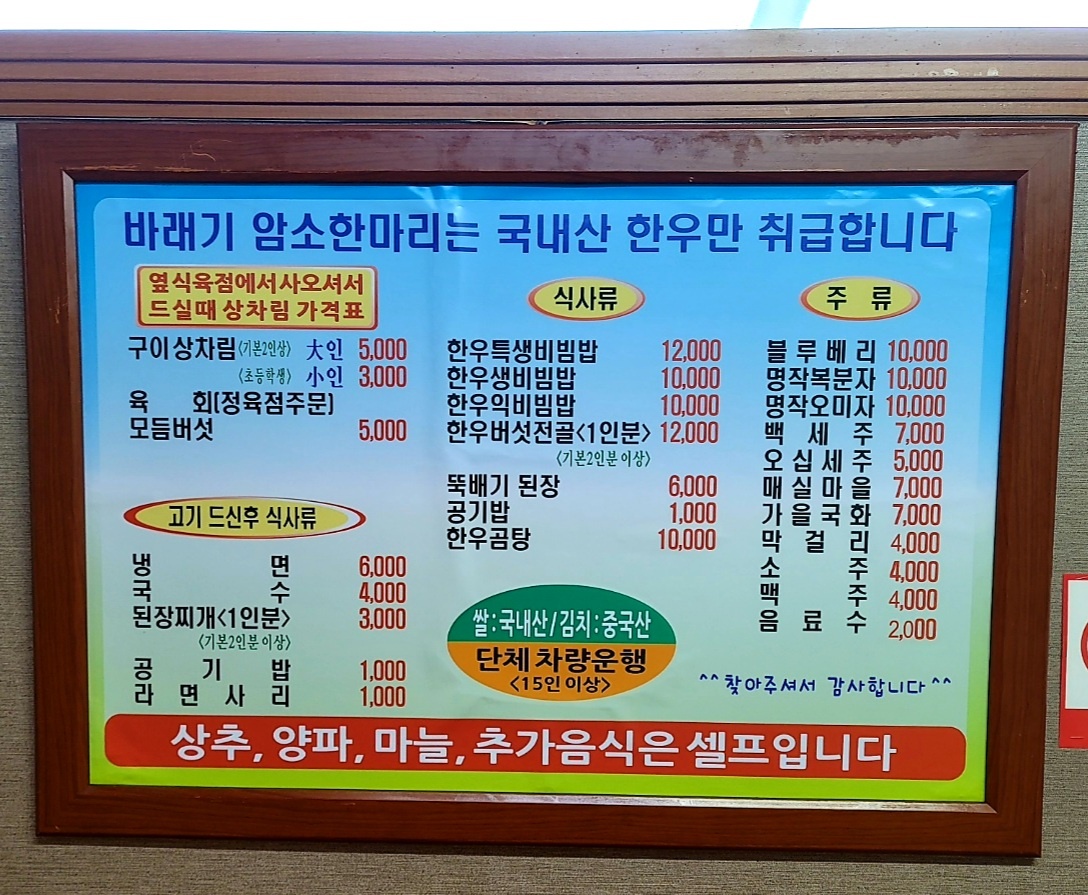 바래기 암소한마리는 국내산 한우만 취급합니다
옆식육점에서사오셔서
드실때 상차림 가격표
구이상차림<기본2인상> 大인 5,000
<초등학생> 小인 3,000
육 회(정육점주문)
모듬버섯 5,000
고기 드신후 식사류
냉 면 6,000
국 수 4,000
된장찌개<1인분> 3,000
<기본2인분이상>
공 기 밥 1,000
라 면 사 리 1,000
식사류
한우특생비빔밥 12,000
한우생비빔밥 10,000
한우익비빔밥 10,000
한우버섯전골<1인분> 12,000
<기본2인분이상>
뚝배기 된장 6,000
공기밥 1,000
한우곰탕 10,000
쌀:국내산/김치:중국산
단체차량운행
<15인 이상>
주 류
블루베리 10,000
명작복분자 10,000
명작오미자 10,000
백 세 주 7,000
오십세주 5,000
매실마을 7,000
가을국화 7,000
막 걸 리 4,000
소 주 4,000
맥 주 4,000
음 료 수 2,000
^^찾아주셔서 감사합니다^^
상추, 양파, 마늘, 추가음식은 셀프입니다